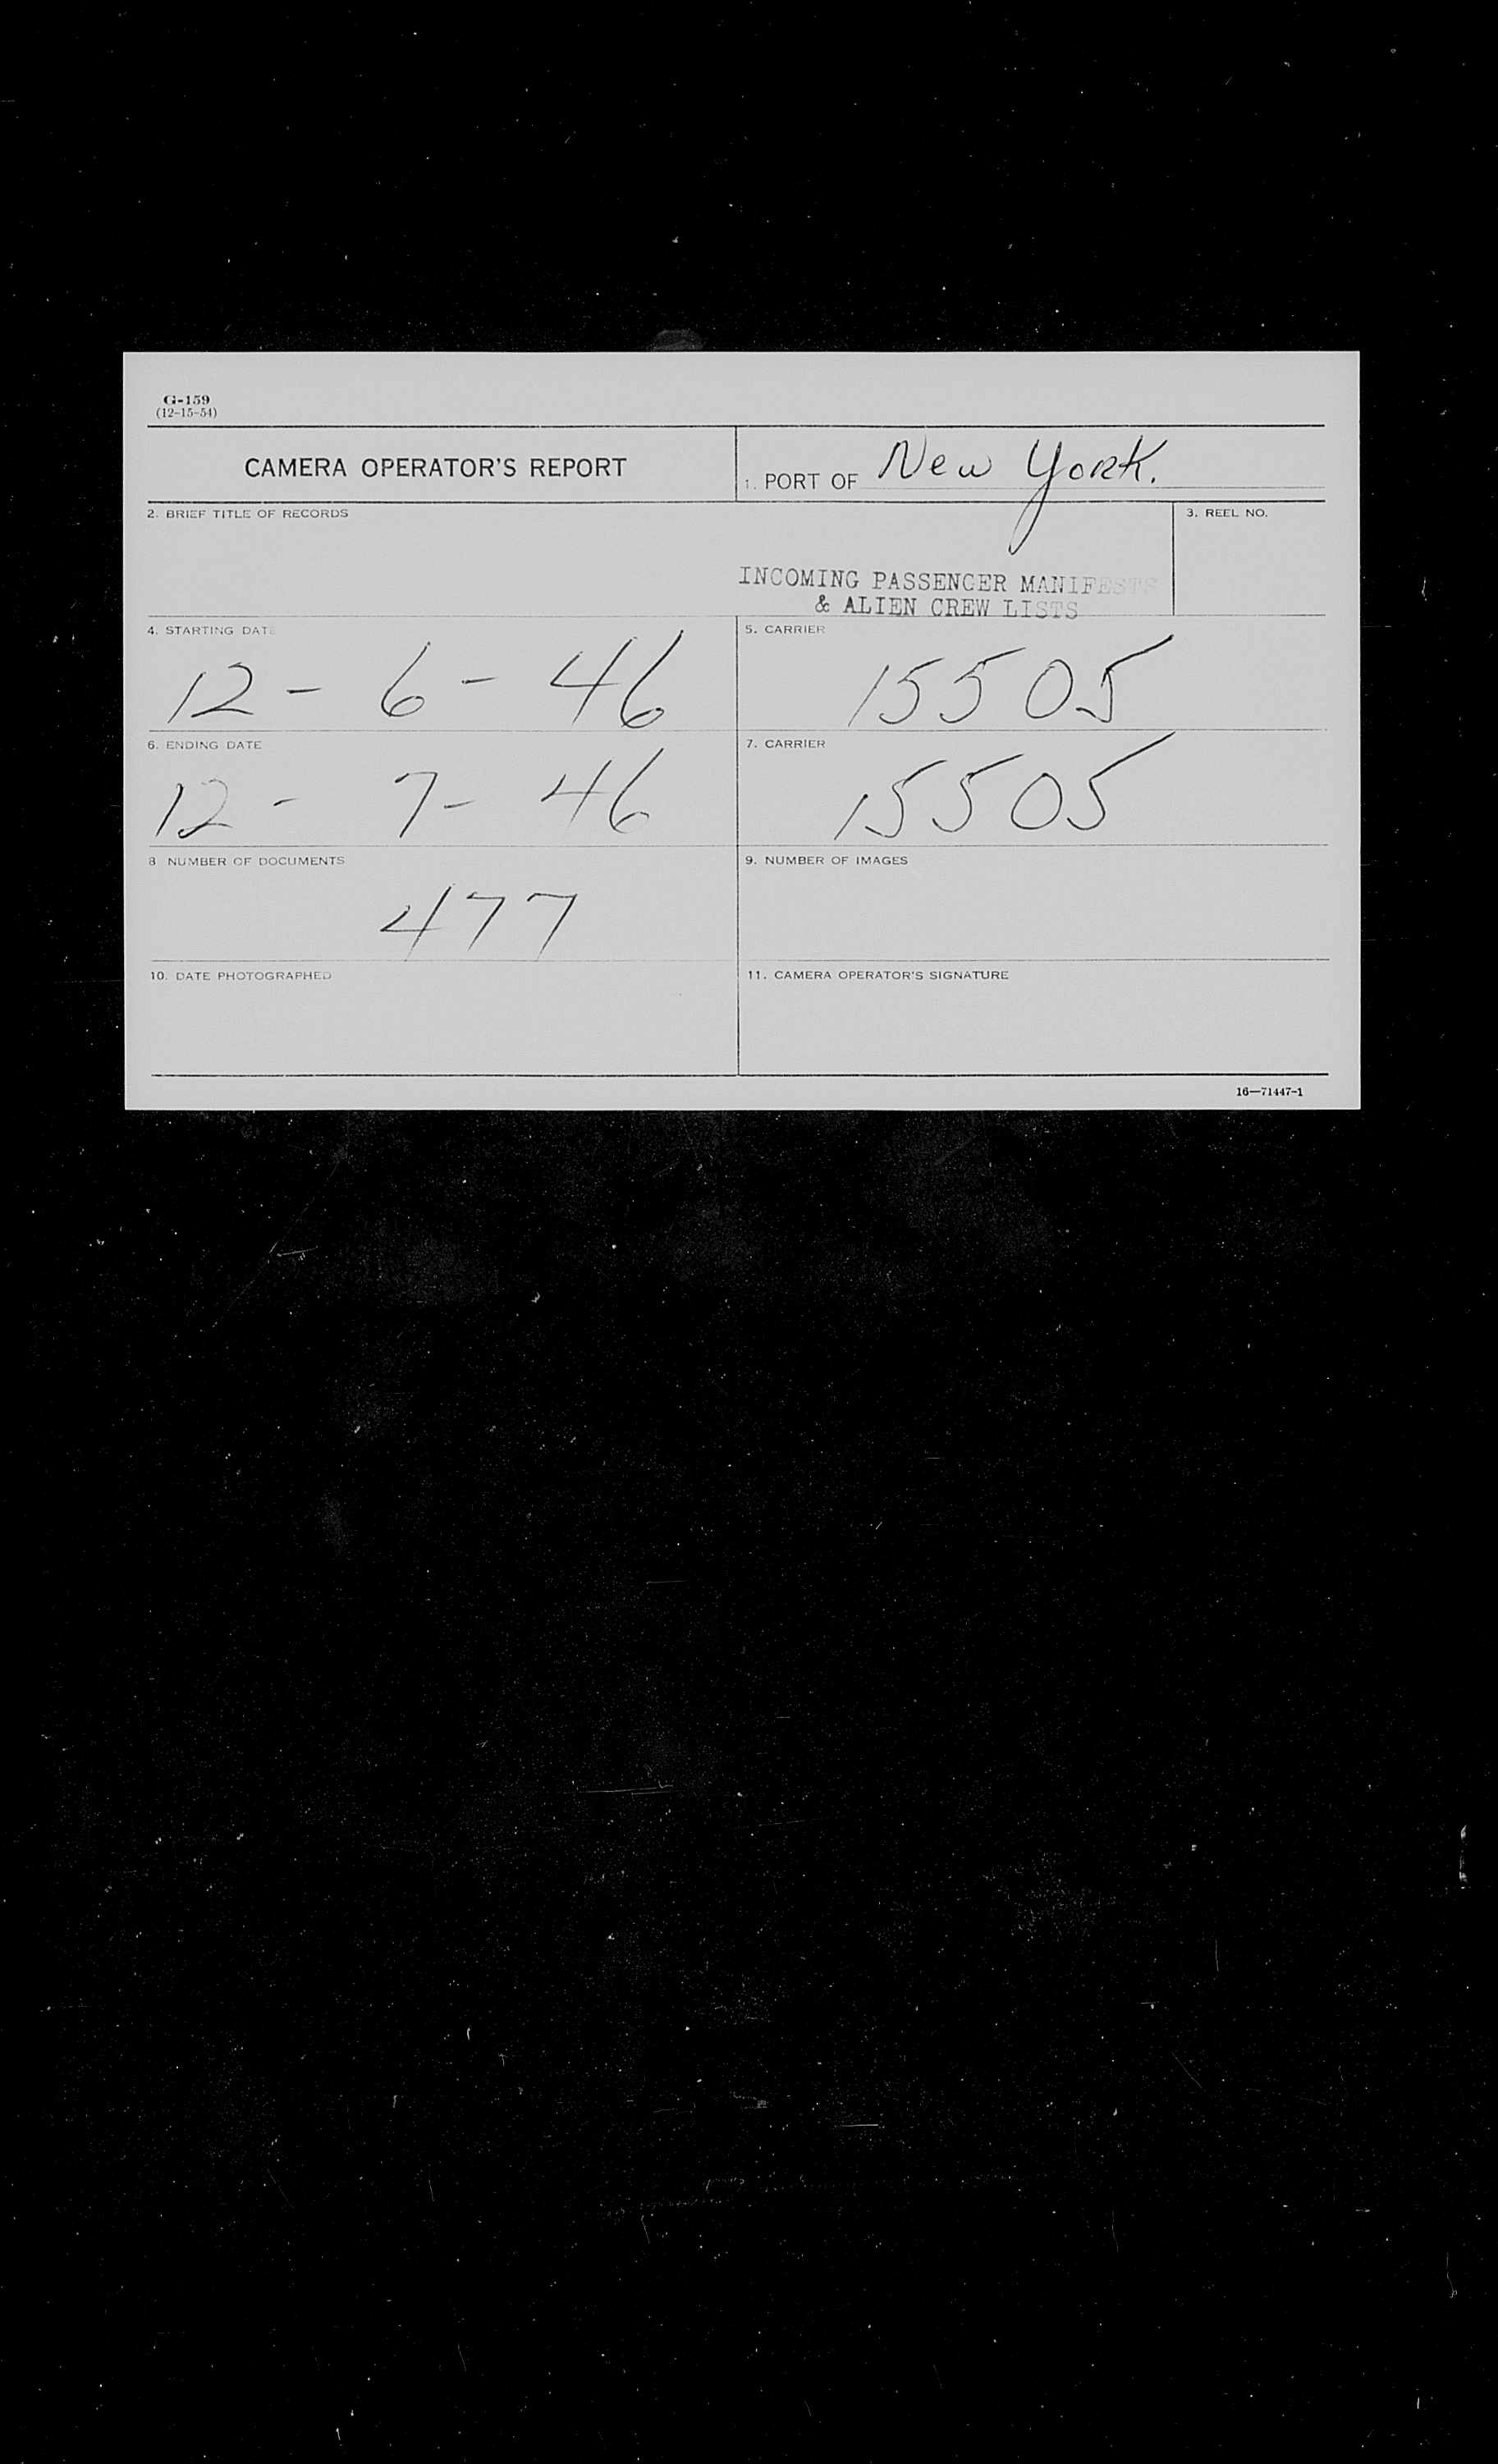 G-159
(12-15-54)
CAMERA OPERATOR'S REPORT
1. PORT OF New York.
2. BRIEF TITLE OF RECORDS
3. REEL NO.
INCOMING PASSENGER MANIFESTS
& ALIEN CREW LISTS
4. STARTING DATE
5. CARRIER
12 - 6 - 46
15505
6. ENDING DATE
7. CARRIER
12 - 7 - 46
15505
8 NUMBER OF DOCUMENTS
9. NUMBER OF IMAGES
477
10. DATE PHOTOGRAPHED
11. CAMERA OPERATOR'S SIGNATURE
16—71447-1